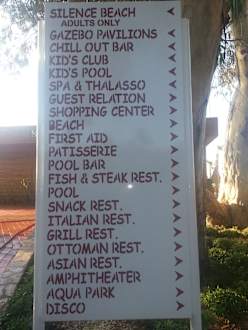 SILENCE BEACH
ADULTS ONLY
GAZEBO PAVILIONS
CHILL OUT BAR
KID'S CLUB
KID'S POOL
SPA & THALASSO
GUEST RELATION
SHOPPING CENTER
BEACH
FIRST AID
PATISSERIE
POOL BAR
FISH & STEAK REST.
POOL
SNACK REST.
ITALIAN REST.
GRILL REST.
OTTOMAN REST.
ASIAN REST.
AMPHITHEATER
AQUA PARK
DISCO